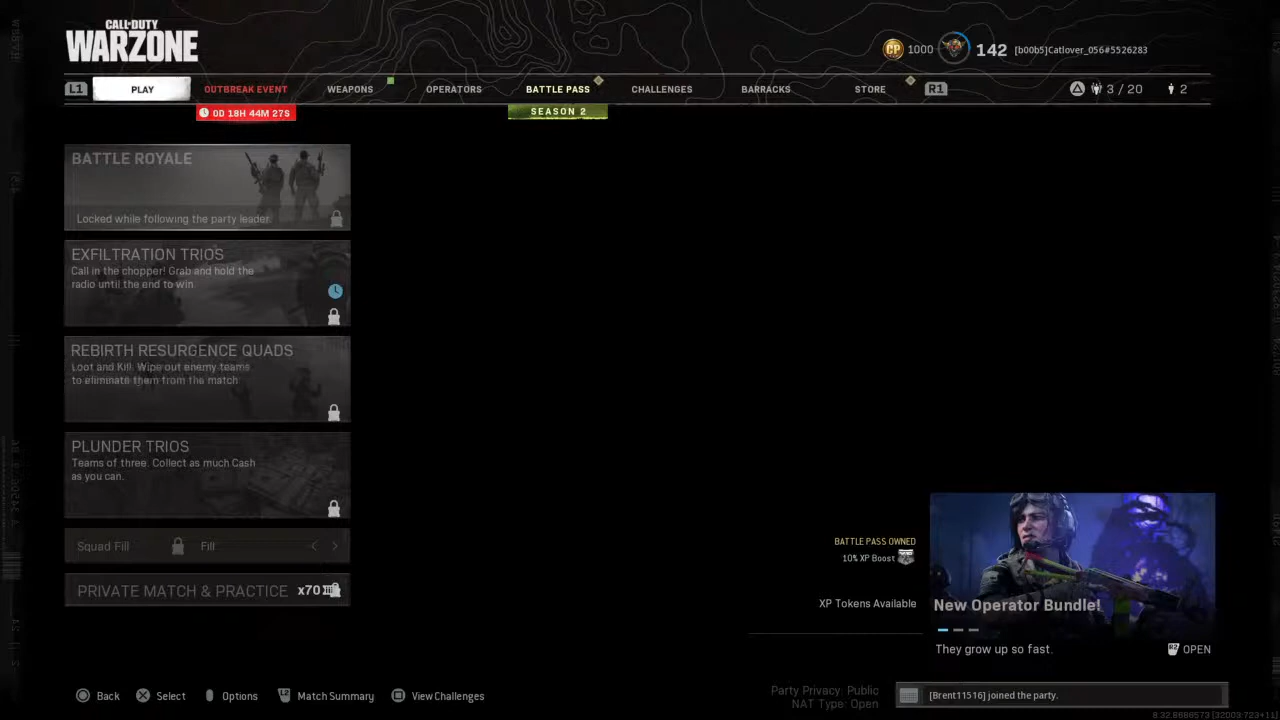 CALL OF DUTY
WARZONE
CP 1000 142 [b00b5]Catlover_056#5526283
L1 PLAY OUTBREAK EVENT WEAPONS OPERATORS BATTLE PASS CHALLENGES BARRACKS STORE R1 3 / 20 2
0D 18H 44M 27S SEASON 2
BATTLE ROYALE
Locked while following the party leader.
EXFILTRATION TRIOS
Call in the chopper! Grab and hold the
radio until the end to win.
REBIRTH RESURGENCE QUADS
Loot and Kill. Wipe out enemy teams
to eliminate them from the match.
PLUNDER TRIOS
Teams of three. Collect as much Cash
as you can.
Squad Fill Fill
PRIVATE MATCH & PRACTICE x70
BATTLE PASS OWNED
10% XP Boost
XP Tokens Available
New Operator Bundle!
They grow up so fast. R2 OPEN
Back Select Options L2 Match Summary View Challenges
Party Privacy: Public
NAT Type: Open
[Brent11516] joined the party.